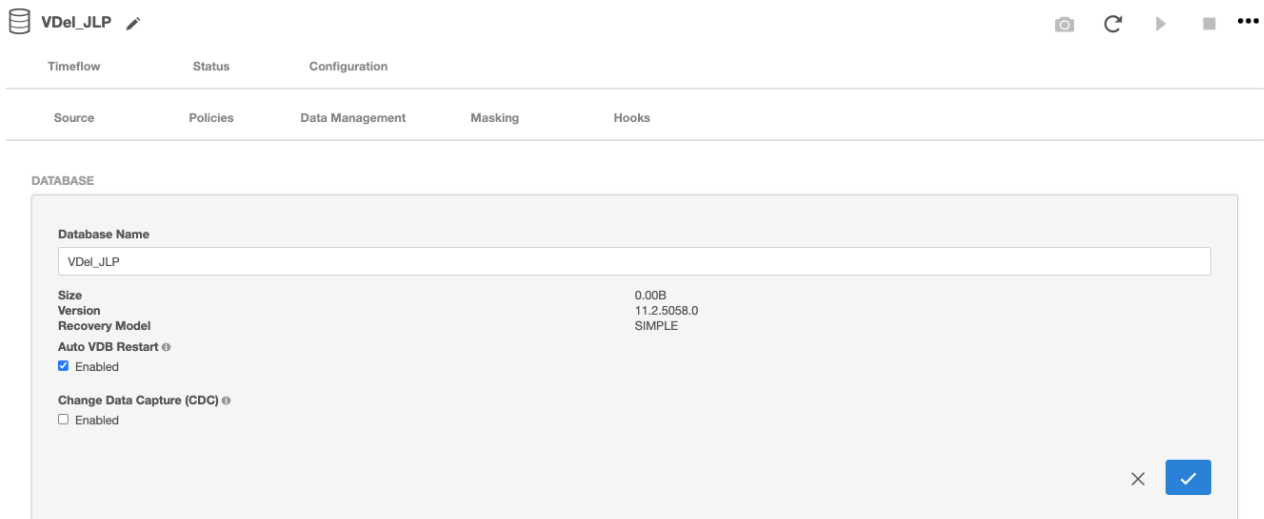 VDel_JLP
Timeflow Status Configuration
Source Policies Data Management Masking Hooks
DATABASE
Database Name
VDel_JLP
Size 0.00B
Version 11.2.5058.0
Recovery Model SIMPLE
Auto VDB Restart
Enabled
Change Data Capture (CDC)
Enabled